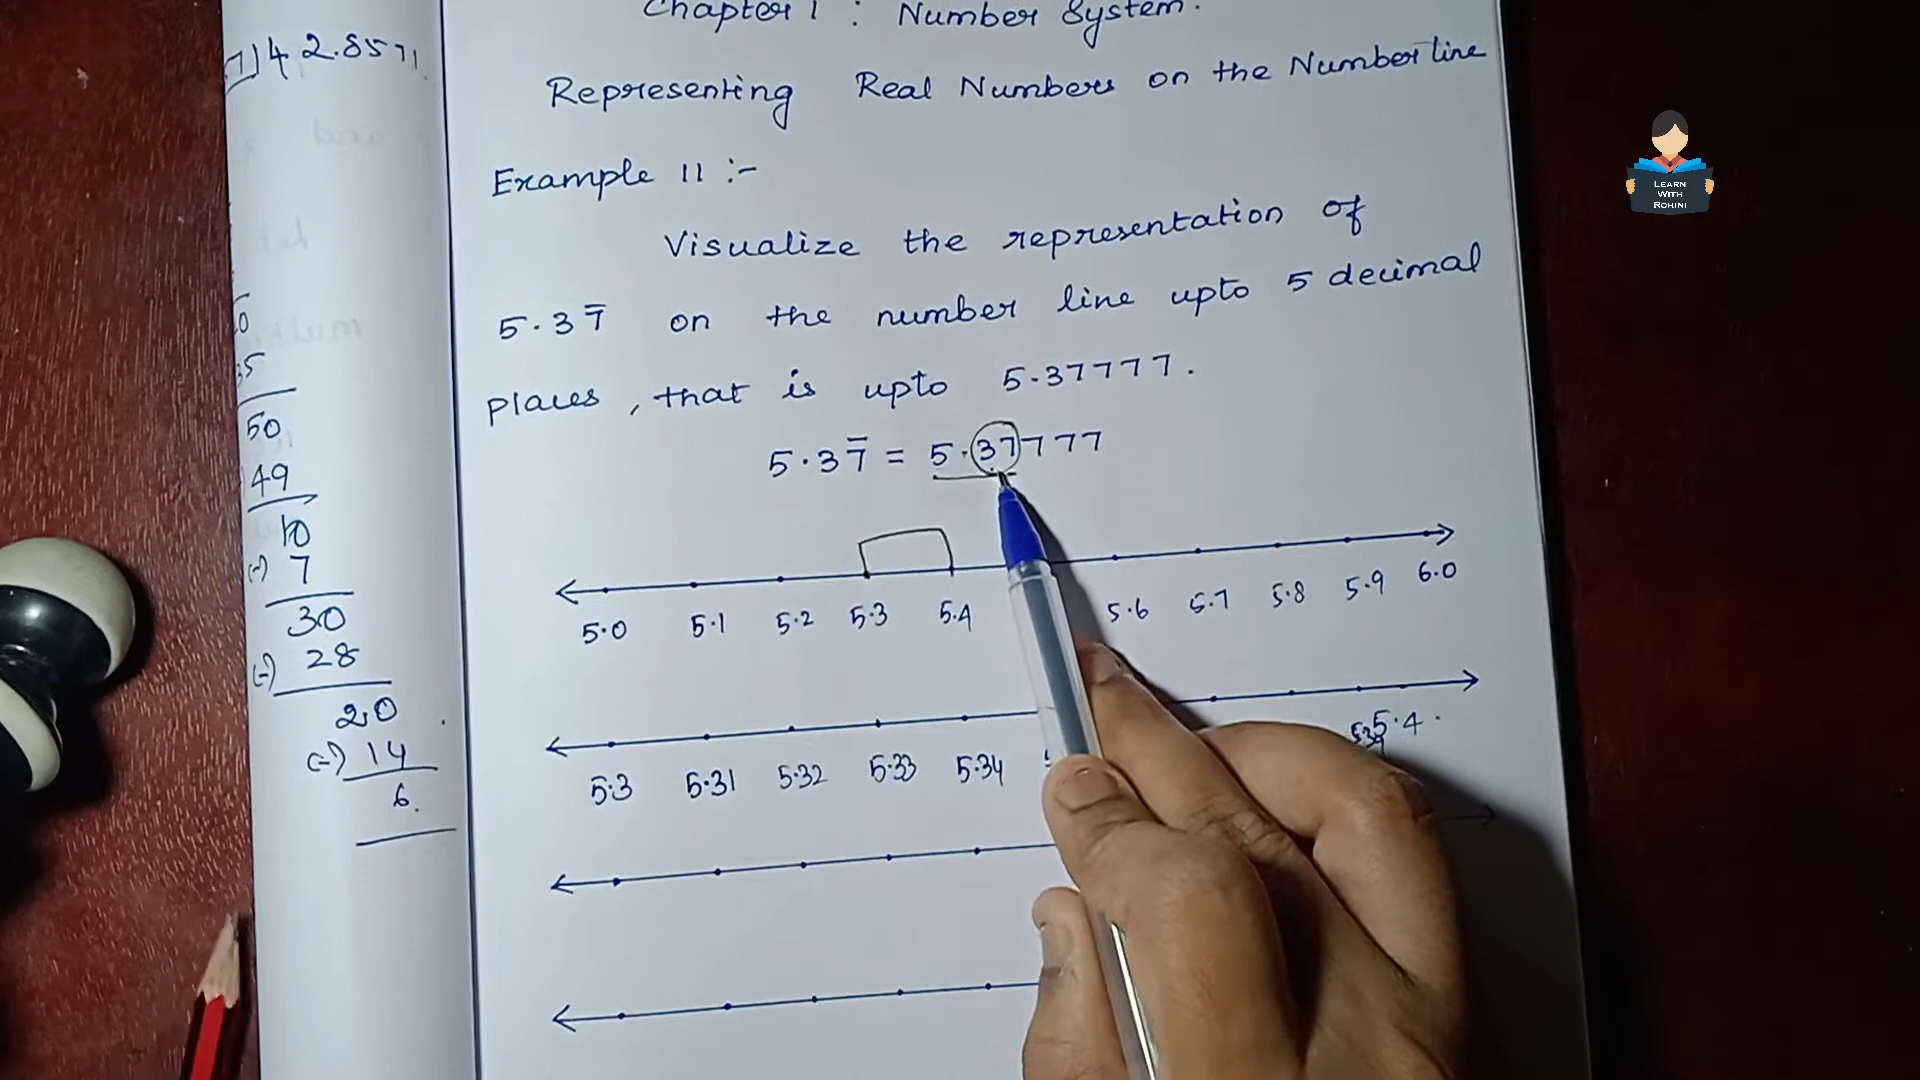 Chapter 1 : Number System.
Representing Real Numbers on the Number line
Example 11 :-
Visualize the representation of
5.37̅ on the number line upto 5 decimal
places, that is upto 5.37777.
5.37̅ = 5.37777
5.0 5.1 5.2 5.3 5.4 5.6 5.7 5.8 5.9 6.0
5.3 5.31 5.32 5.33 5.34 5.39 5.4
7)42.8571
50
49
10
(-) 7
30
(-) 28
20
(-) 14
6.
LEARN
WITH
ROHINI